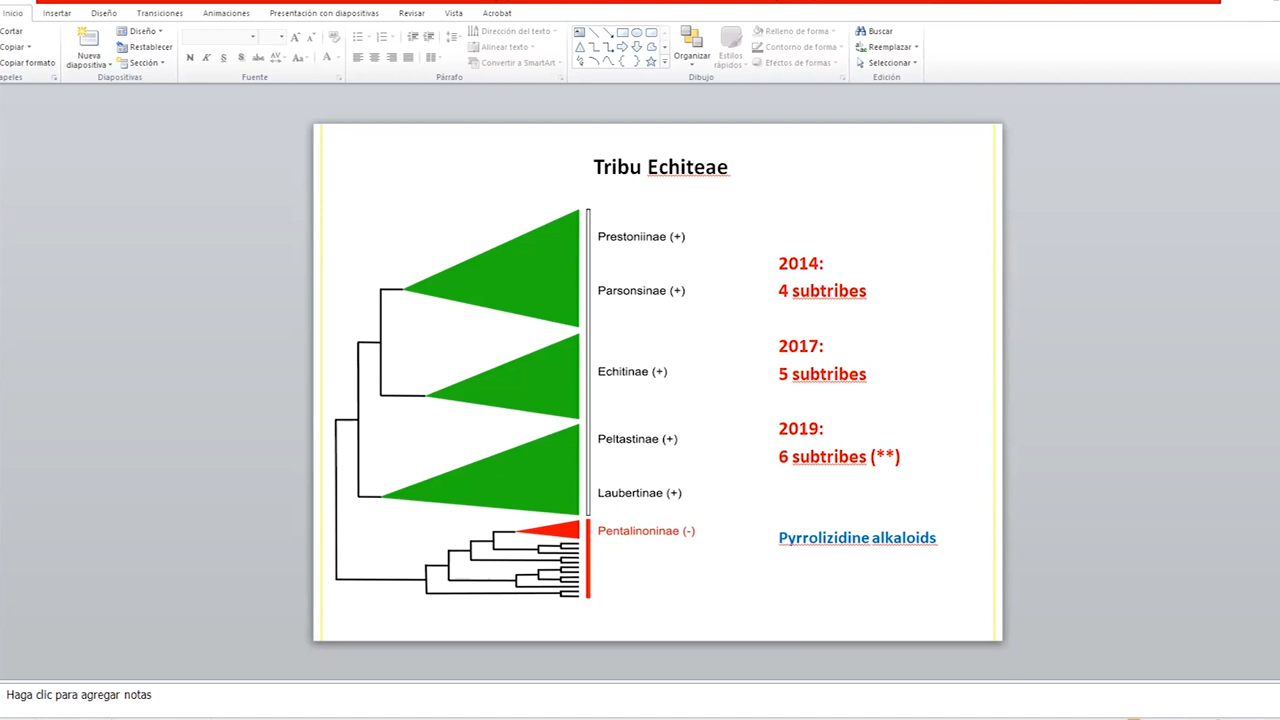 Inicio Insertar Diseño Transiciones Animaciones Presentación con diapositivas Revisar Vista Acrobat
Cortar
Copiar
Copiar formato
Nueva
diapositiva
Diseño
Restablecer
Sección
Diapositivas
N K S abc AV Aa A
Fuente
Párrafo
Dirección del texto
Alinear texto
Convertir a SmartArt
Organizar
Estilos
rápidos
Dibujo
Relleno de forma
Contorno de forma
Efectos de formas
Buscar
Reemplazar
Seleccionar
Edición
Tribu Echiteae
Prestoniinae (+)
Parsonsinae (+)
Echitinae (+)
Peltastinae (+)
Laubertinae (+)
Pentalinoninae (-)
2014:
4 subtribes
2017:
5 subtribes
2019:
6 subtribes (**)
Pyrrolizidine alkaloids
Haga clic para agregar notas